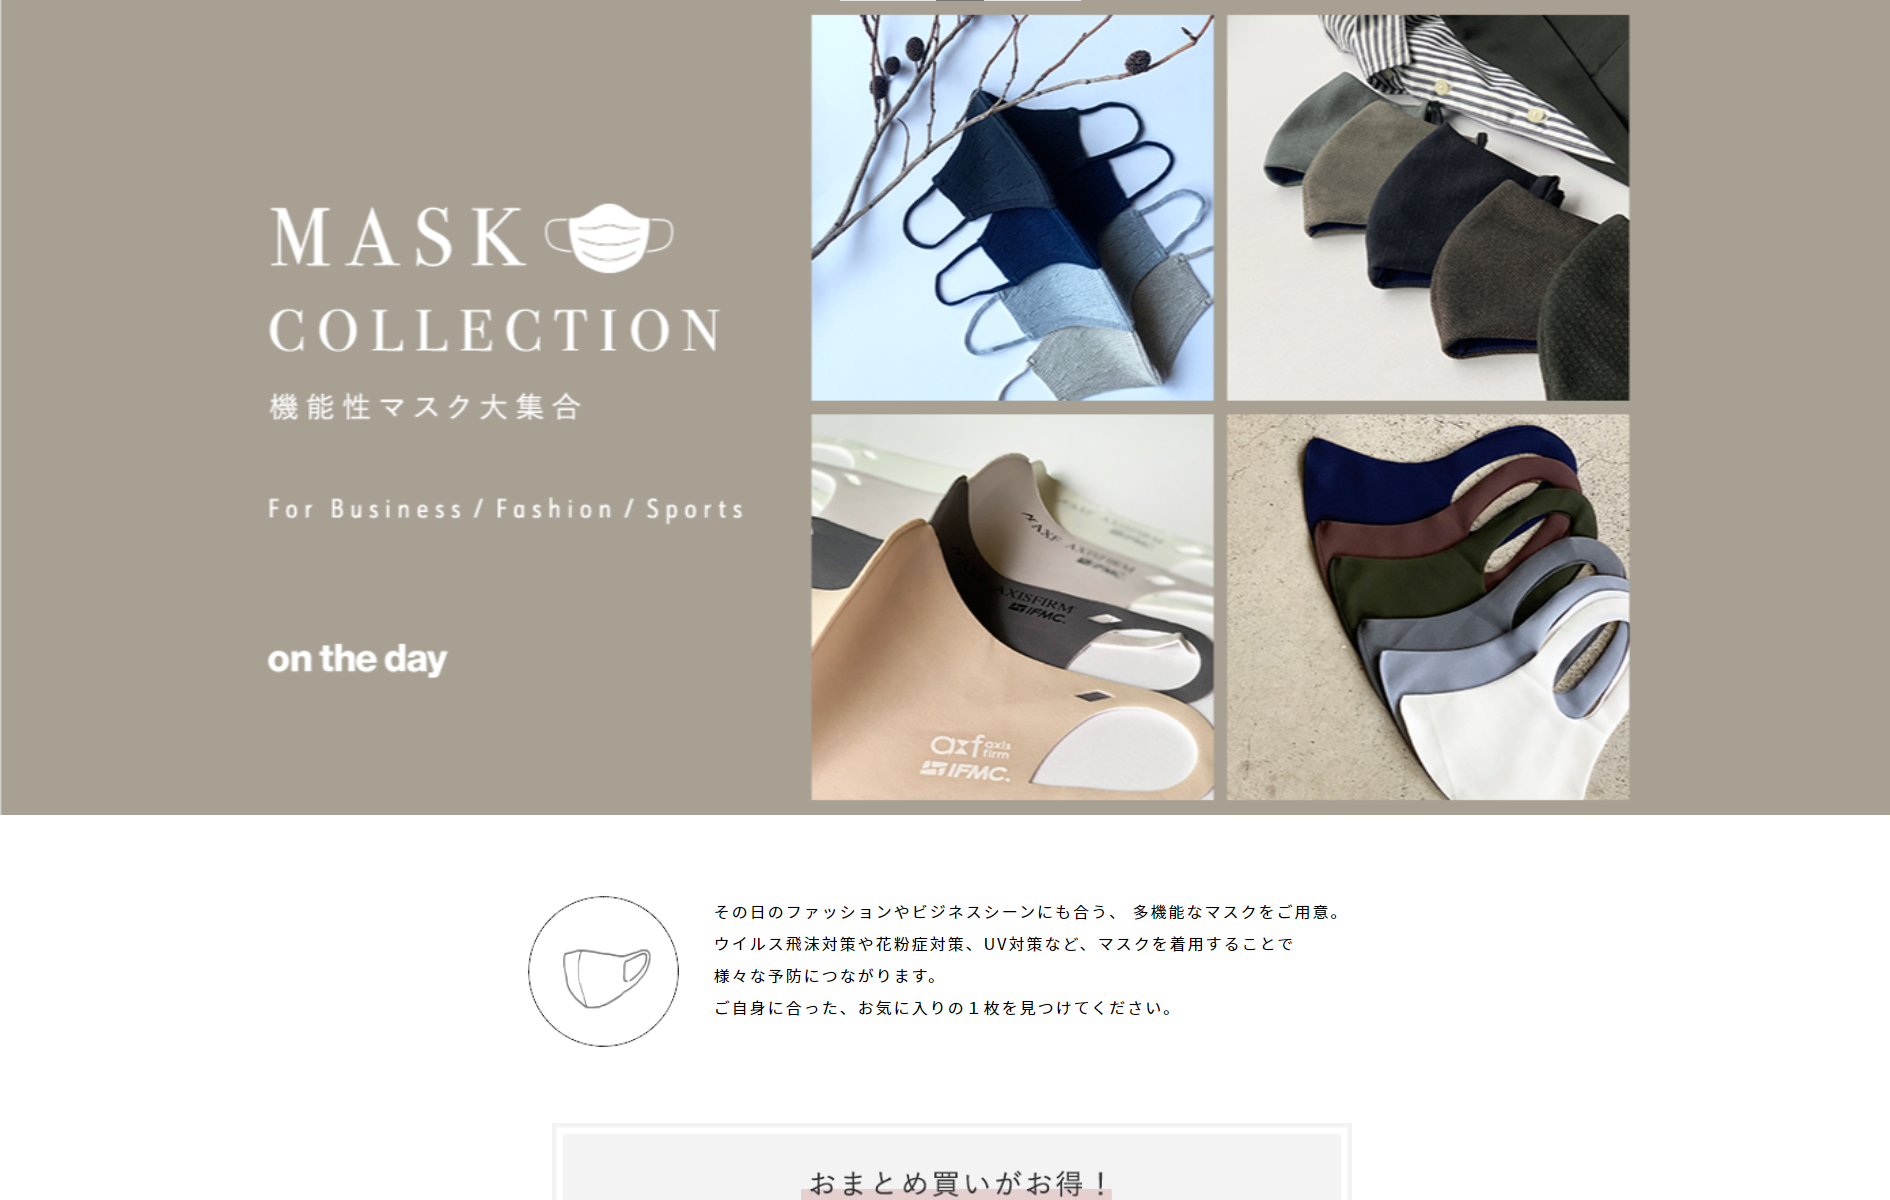 MASK
COLLECTION
機能性マスク大集合
For Business / Fashion / Sports
on the day
AXF AXISFIRM
IFMC.
AXISFIRM
IFMC.
axf axis firm
IFMC.
その日のファッションやビジネスシーンにも合う、 多機能なマスクをご用意。
ウイルス飛沫対策や花粉症対策、UV対策など、マスクを着用することで
様々な予防につながります。
ご自身に合った、お気に入りの１枚を見つけてください。
おまとめ買いがお得！